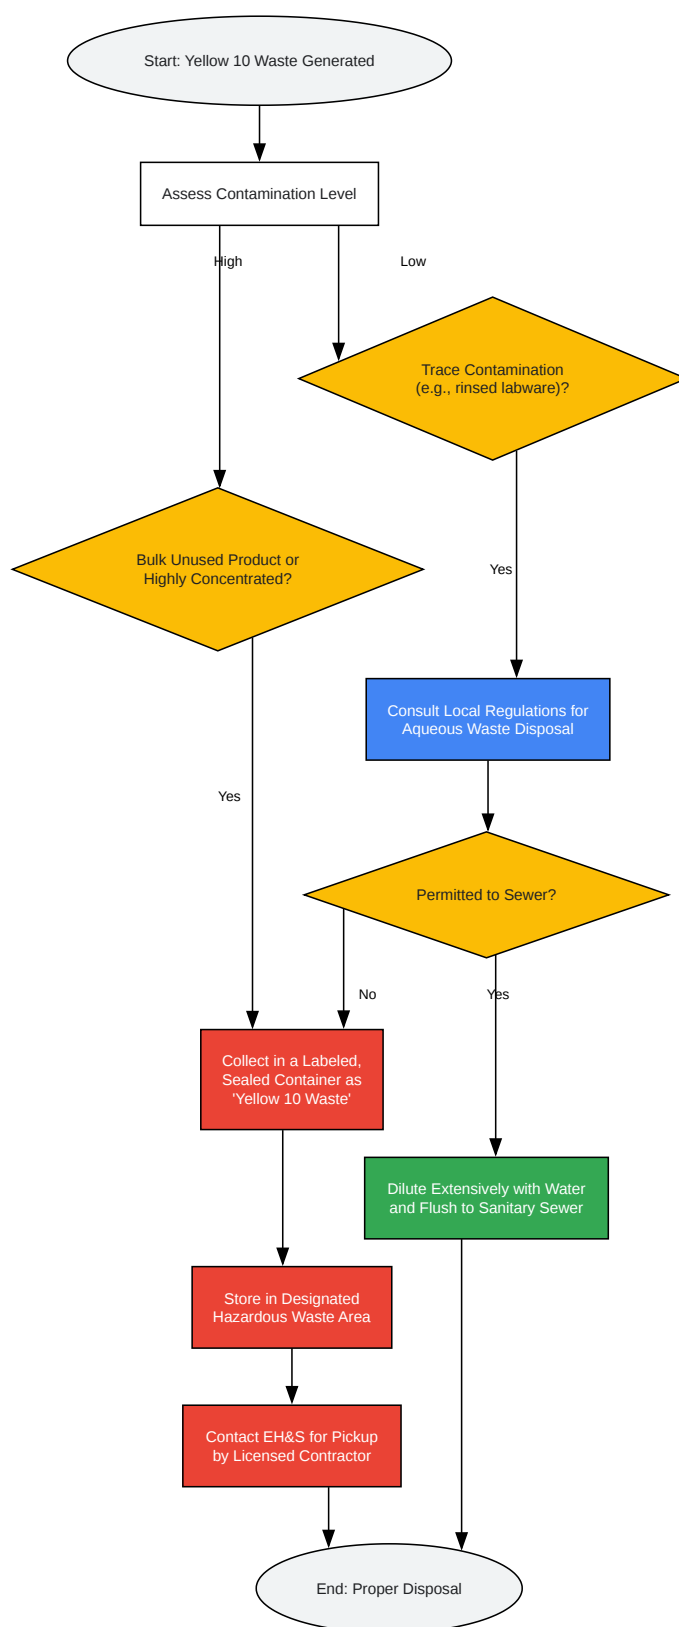 Start: Yellow 10 Waste Generated
Assess Contamination Level
High
Low
Trace Contamination
(e.g., rinsed labware)?
Bulk Unused Product or
Highly Concentrated?
Yes
Consult Local Regulations for
Aqueous Waste Disposal
Yes
Permitted to Sewer?
No
Yes
Collect in a Labeled,
Sealed Container as
'Yellow 10 Waste'
Dilute Extensively with Water
and Flush to Sanitary Sewer
Store in Designated
Hazardous Waste Area
Contact EH&S for Pickup
by Licensed Contractor
End: Proper Disposal